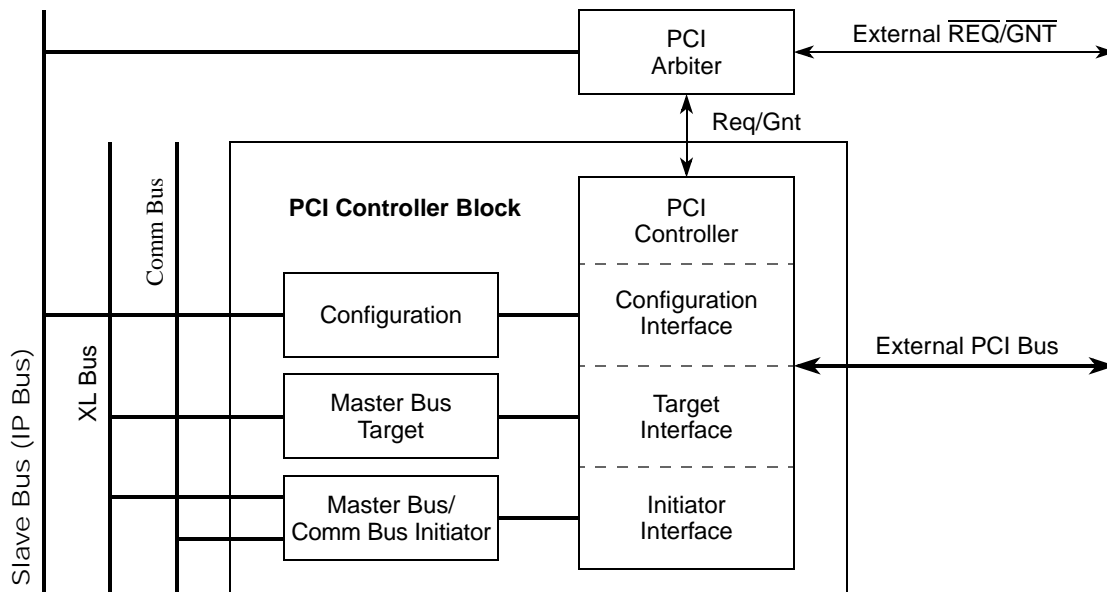 PCI
Arbiter
External REQ/GNT
Req/Gnt
Comm Bus
PCI Controller Block
PCI
Controller
Configuration
Configuration
Interface
External PCI Bus
Slave Bus (IP Bus)
XL Bus
Master Bus
Target
Target
Interface
Master Bus/
Comm Bus Initiator
Initiator
Interface